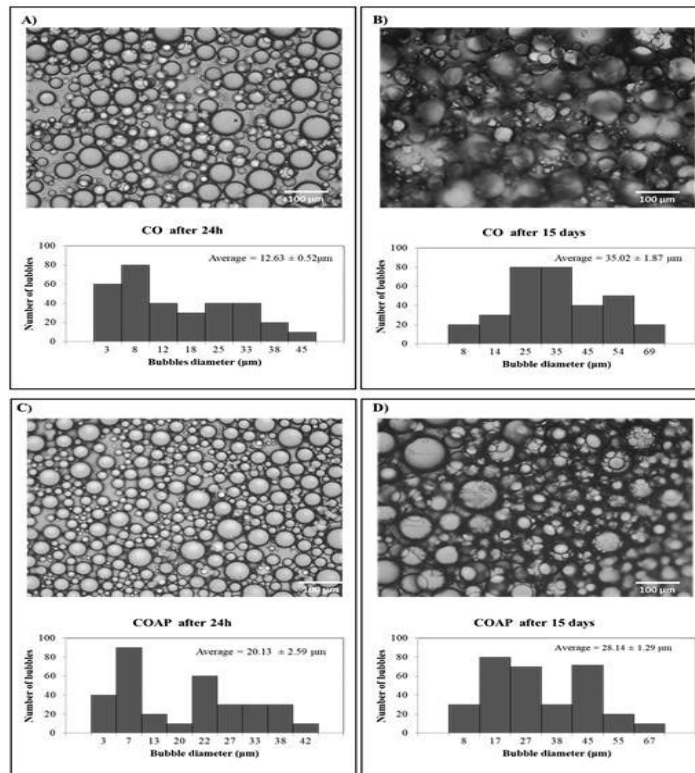 A)
100 µm
CO after 24h
Average = 12.63 ± 0.52µm
Number of bubbles
100
80
60
40
20
0
3 8 12 18 25 33 38 45
Bubbles diameter (µm)
B)
100 µm
CO after 15 days
Average = 35.02 ± 1.87 µm
Number of bubbles
100
80
60
40
20
0
8 14 25 35 45 54 69
Bubble diameter (µm)
C)
100 µm
COAP after 24h
Average = 20.13 ± 2.59 µm
Number of bubbles
100
80
60
40
20
0
3 7 13 20 22 27 33 38 42
Bubble diameter (µm)
D)
100 µm
COAP after 15 days
Average = 28.14 ± 1.29 µm
Number of bubbles
100
80
60
40
20
0
8 17 27 38 45 55 67
Bubble diameter (µm)